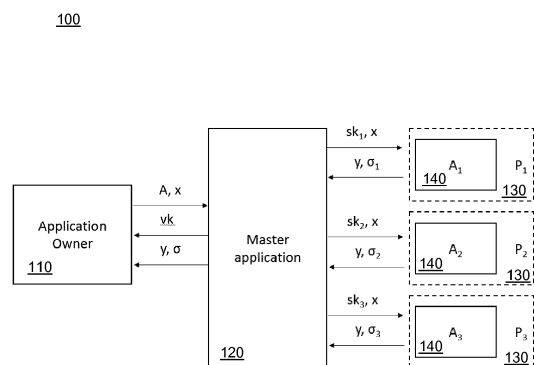 100
Application
Owner
110
A, x
vk
y, σ
Master
application
120
sk₁, x
y, σ₁
A₁
140
P₁
130
sk₂, x
y, σ₂
A₂
140
P₂
130
sk₃, x
y, σ₃
A₃
140
P₃
130